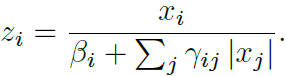 z_i = \frac{x_i}{\beta_i + \sum_j \gamma_{ij} |x_j|}.